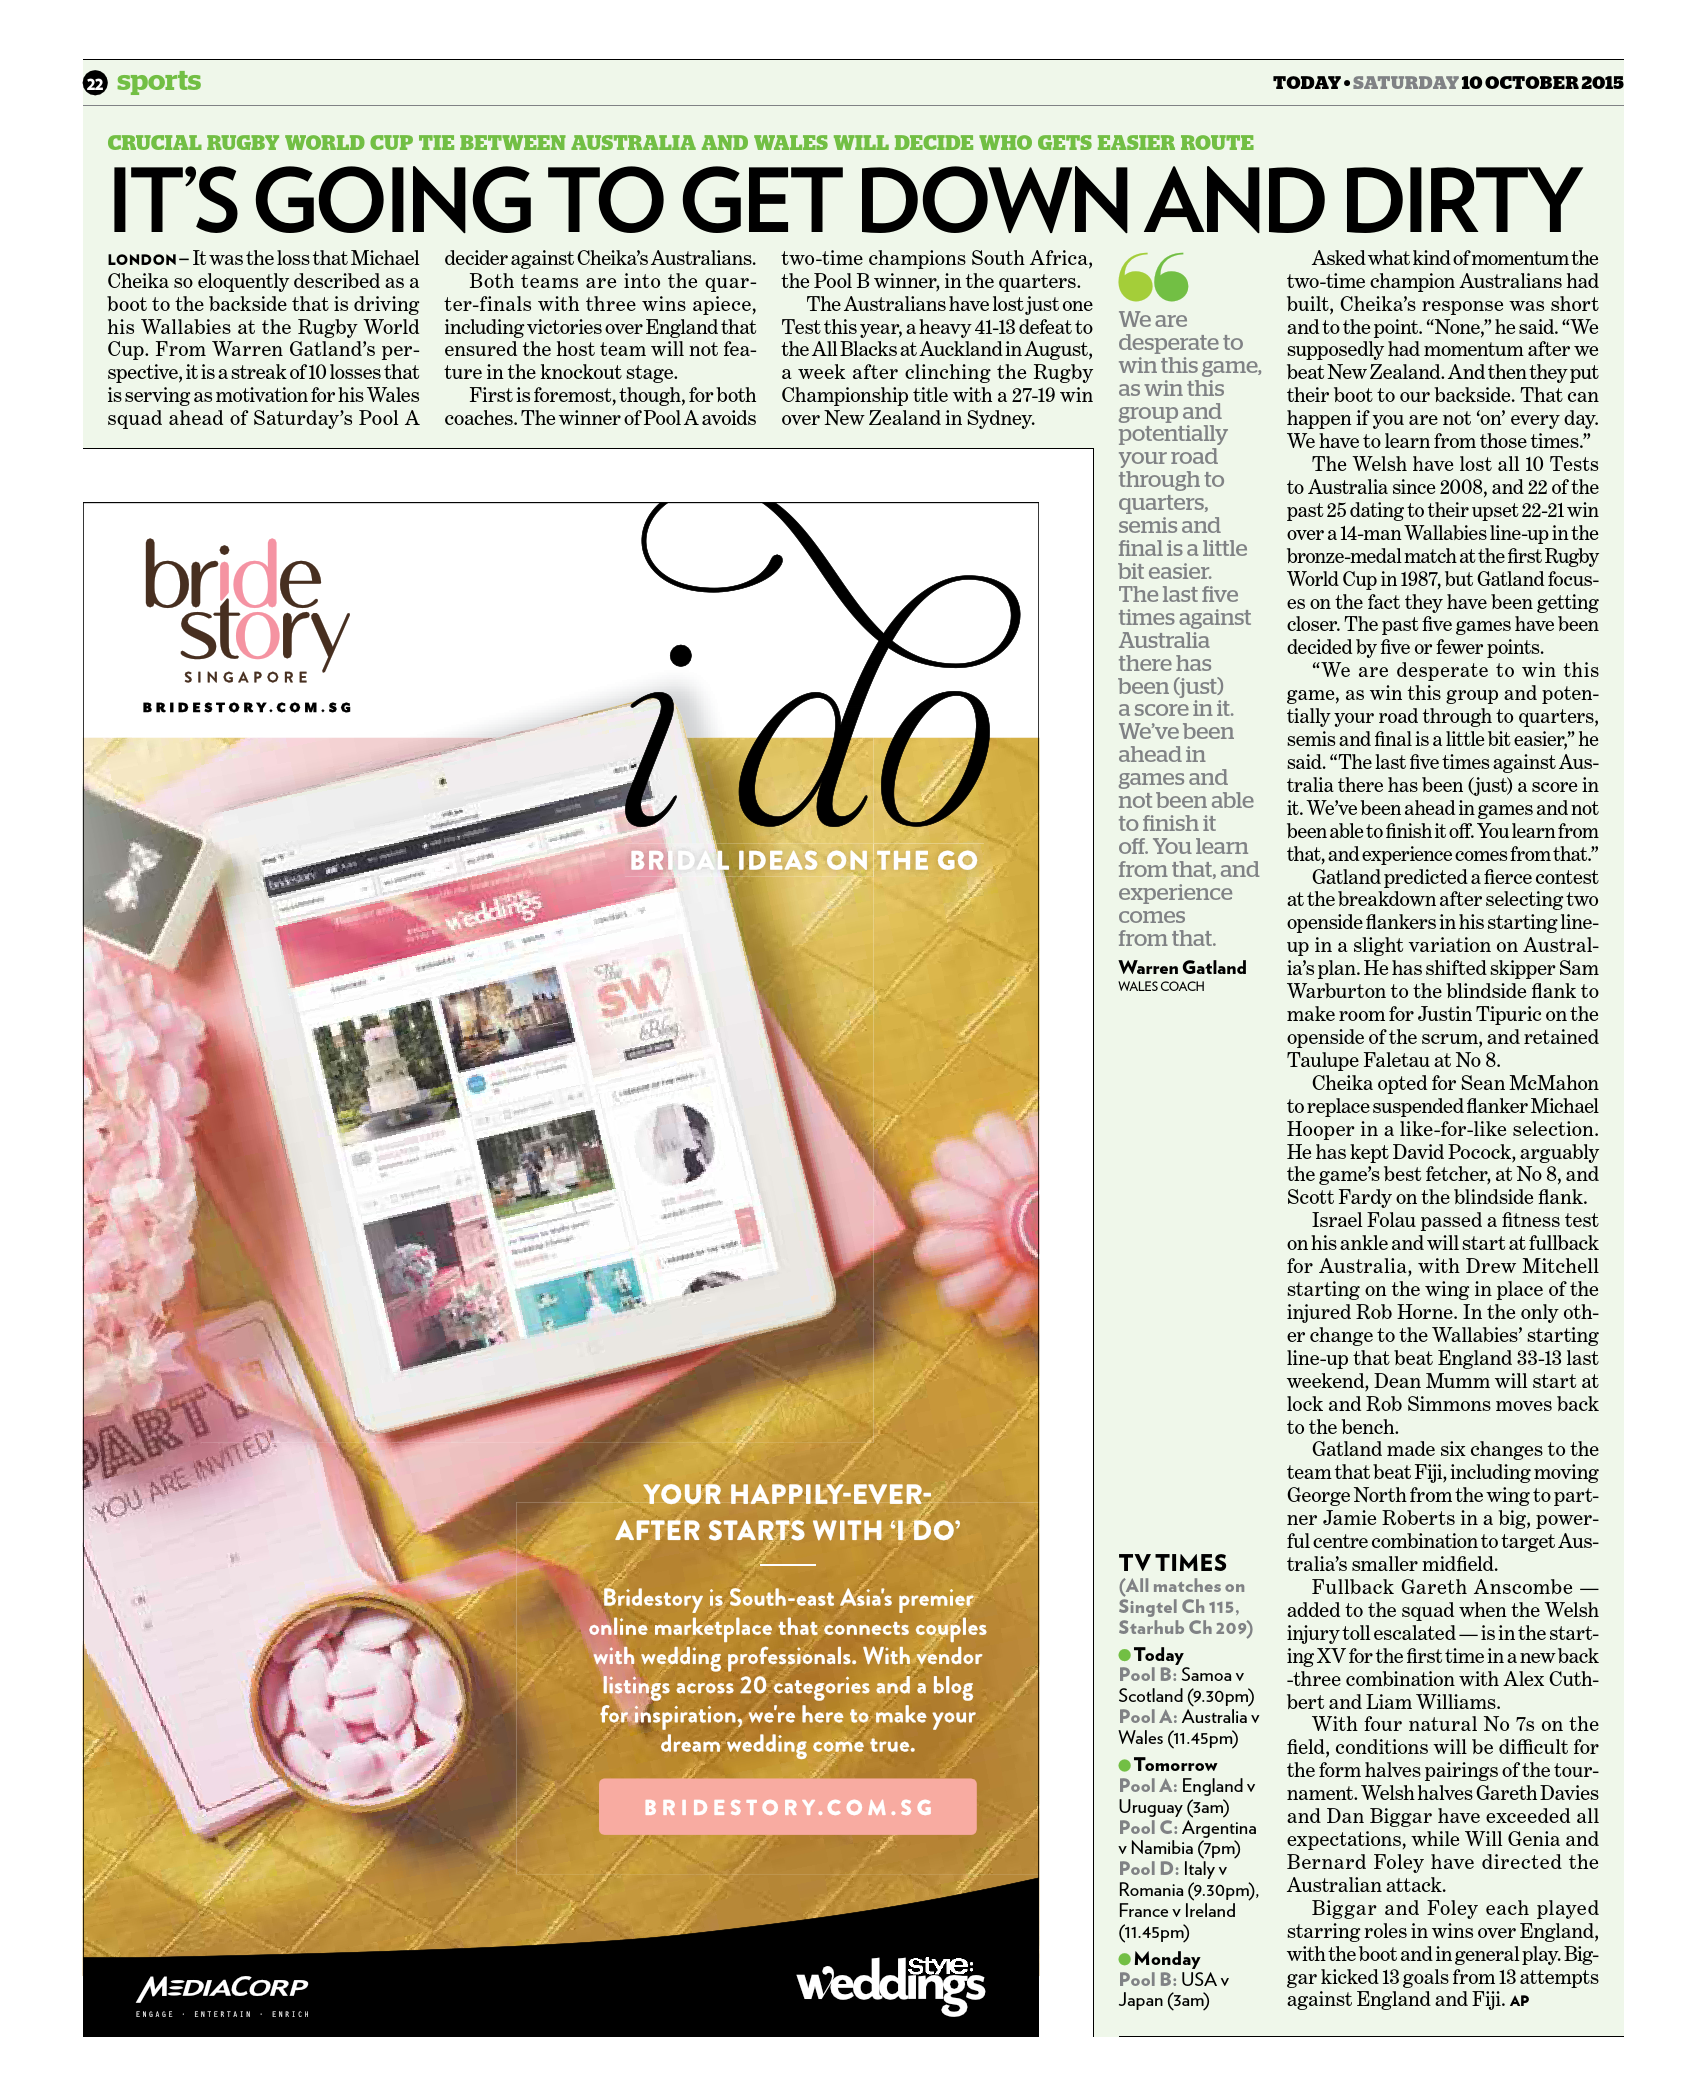 22 sports
TODAY • SATURDAY 10 OCTOBER 2015
CRUCIAL RUGBY WORLD CUP TIE BETWEEN AUSTRALIA AND WALES WILL DECIDE WHO GETS EASIER ROUTE
IT'S GOING TO GET DOWN AND DIRTY
LONDON – It was the loss that Michael
Cheika so eloquently described as a
boot to the backside that is driving
his Wallabies at the Rugby World
Cup. From Warren Gatland's per-
spective, it is a streak of 10 losses that
is serving as motivation for his Wales
squad ahead of Saturday's Pool A
decider against Cheika's Australians.
Both teams are into the quar-
ter-finals with three wins apiece,
including victories over England that
ensured the host team will not fea-
ture in the knockout stage.
First is foremost, though, for both
coaches. The winner of Pool A avoids
two-time champions South Africa,
the Pool B winner, in the quarters.
The Australians have lost just one
Test this year, a heavy 41-13 defeat to
the All Blacks at Auckland in August,
a week after clinching the Rugby
Championship title with a 27-19 win
over New Zealand in Sydney.
“
We are
desperate to
win this game,
as win this
group and
potentially
your road
through to
quarters,
semis and
final is a little
bit easier.
The last five
times against
Australia
there has
been (just)
a score in it.
We've been
ahead in
games and
not been able
to finish it
off. You learn
from that, and
experience
comes
from that.
Warren Gatland
WALES COACH
Asked what kind of momentum the
two-time champion Australians had
built, Cheika's response was short
and to the point. “None,” he said. “We
supposedly had momentum after we
beat New Zealand. And then they put
their boot to our backside. That can
happen if you are not ‘on’ every day.
We have to learn from those times.”
The Welsh have lost all 10 Tests
to Australia since 2008, and 22 of the
past 25 dating to their upset 22-21 win
over a 14-man Wallabies line-up in the
bronze-medal match at the first Rugby
World Cup in 1987, but Gatland focus-
es on the fact they have been getting
closer. The past five games have been
decided by five or fewer points.
“We are desperate to win this
game, as win this group and poten-
tially your road through to quarters,
semis and final is a little bit easier,” he
said. “The last five times against Aus-
tralia there has been (just) a score in
it. We've been ahead in games and not
been able to finish it off. You learn from
that, and experience comes from that.”
Gatland predicted a fierce contest
at the breakdown after selecting two
openside flankers in his starting line-
up in a slight variation on Austral-
ia's plan. He has shifted skipper Sam
Warburton to the blindside flank to
make room for Justin Tipuric on the
openside of the scrum, and retained
Taulupe Faletau at No 8.
Cheika opted for Sean McMahon
to replace suspended flanker Michael
Hooper in a like-for-like selection.
He has kept David Pocock, arguably
the game's best fetcher, at No 8, and
Scott Fardy on the blindside flank.
Israel Folau passed a fitness test
on his ankle and will start at fullback
for Australia, with Drew Mitchell
starting on the wing in place of the
injured Rob Horne. In the only oth-
er change to the Wallabies' starting
line-up that beat England 33-13 last
weekend, Dean Mumm will start at
lock and Rob Simmons moves back
to the bench.
Gatland made six changes to the
team that beat Fiji, including moving
George North from the wing to part-
ner Jamie Roberts in a big, power-
ful centre combination to target Aus-
tralia's smaller midfield.
Fullback Gareth Anscombe —
added to the squad when the Welsh
injury toll escalated — is in the start-
ing XV for the first time in a new back
-three combination with Alex Cuth-
bert and Liam Williams.
With four natural No 7s on the
field, conditions will be difficult for
the form halves pairings of the tour-
nament. Welsh halves Gareth Davies
and Dan Biggar have exceeded all
expectations, while Will Genia and
Bernard Foley have directed the
Australian attack.
Biggar and Foley each played
starring roles in wins over England,
with the boot and in general play. Big-
gar kicked 13 goals from 13 attempts
against England and Fiji. AP
TV TIMES
(All matches on
Singtel Ch 115,
Starhub Ch 209)
Today
Pool B: Samoa v
Scotland (9.30pm)
Pool A: Australia v
Wales (11.45pm)
Tomorrow
Pool A: England v
Uruguay (3am)
Pool C: Argentina
v Namibia (7pm)
Pool D: Italy v
Romania (9.30pm),
France v Ireland
(11.45pm)
Monday
Pool B: USA v
Japan (3am)
bride
story
SINGAPORE
BRIDESTORY.COM.SG
i do
BRIDAL IDEAS ON THE GO
bridestory
weddings
The
SW
Blog
PARTY
YOU ARE INVITED!
YOUR HAPPILY-EVER-
AFTER STARTS WITH ‘I DO’
Bridestory is South-east Asia's premier
online marketplace that connects couples
with wedding professionals. With vendor
listings across 20 categories and a blog
for inspiration, we're here to make your
dream wedding come true.
BRIDESTORY.COM.SG
MEDIACORP
ENGAGE · ENTERTAIN · ENRICH
style:
weddings